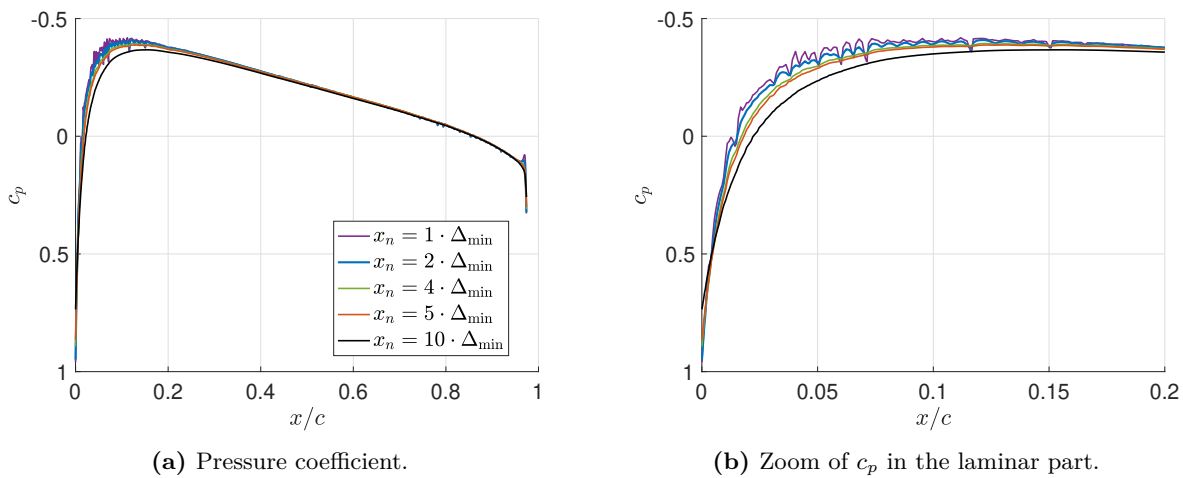 -0.5
0
0.5
1
c_p
0 0.2 0.4 0.6 0.8 1
x/c
x_n = 1 · Δ_min
x_n = 2 · Δ_min
x_n = 4 · Δ_min
x_n = 5 · Δ_min
x_n = 10 · Δ_min
(a) Pressure coefficient.
-0.5
0
0.5
1
c_p
0 0.05 0.1 0.15 0.2
x/c
(b) Zoom of c_p in the laminar part.